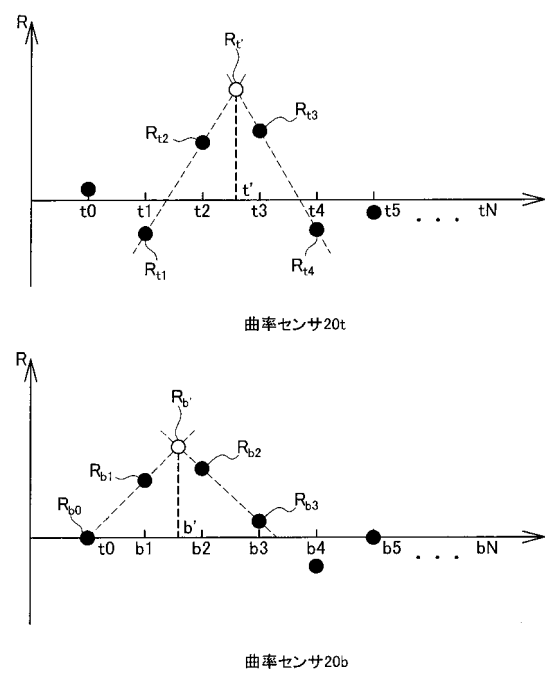 R
R_t'
R_t2
R_t3
t'
t0 t1 t2 t3 t4 t5 . . . tN
R_t1
R_t4
曲率センサ20t
R
R_b'
R_b1
R_b2
R_b0
R_b3
b'
t0 b1 b2 b3 b4 b5 . . . bN
曲率センサ20b